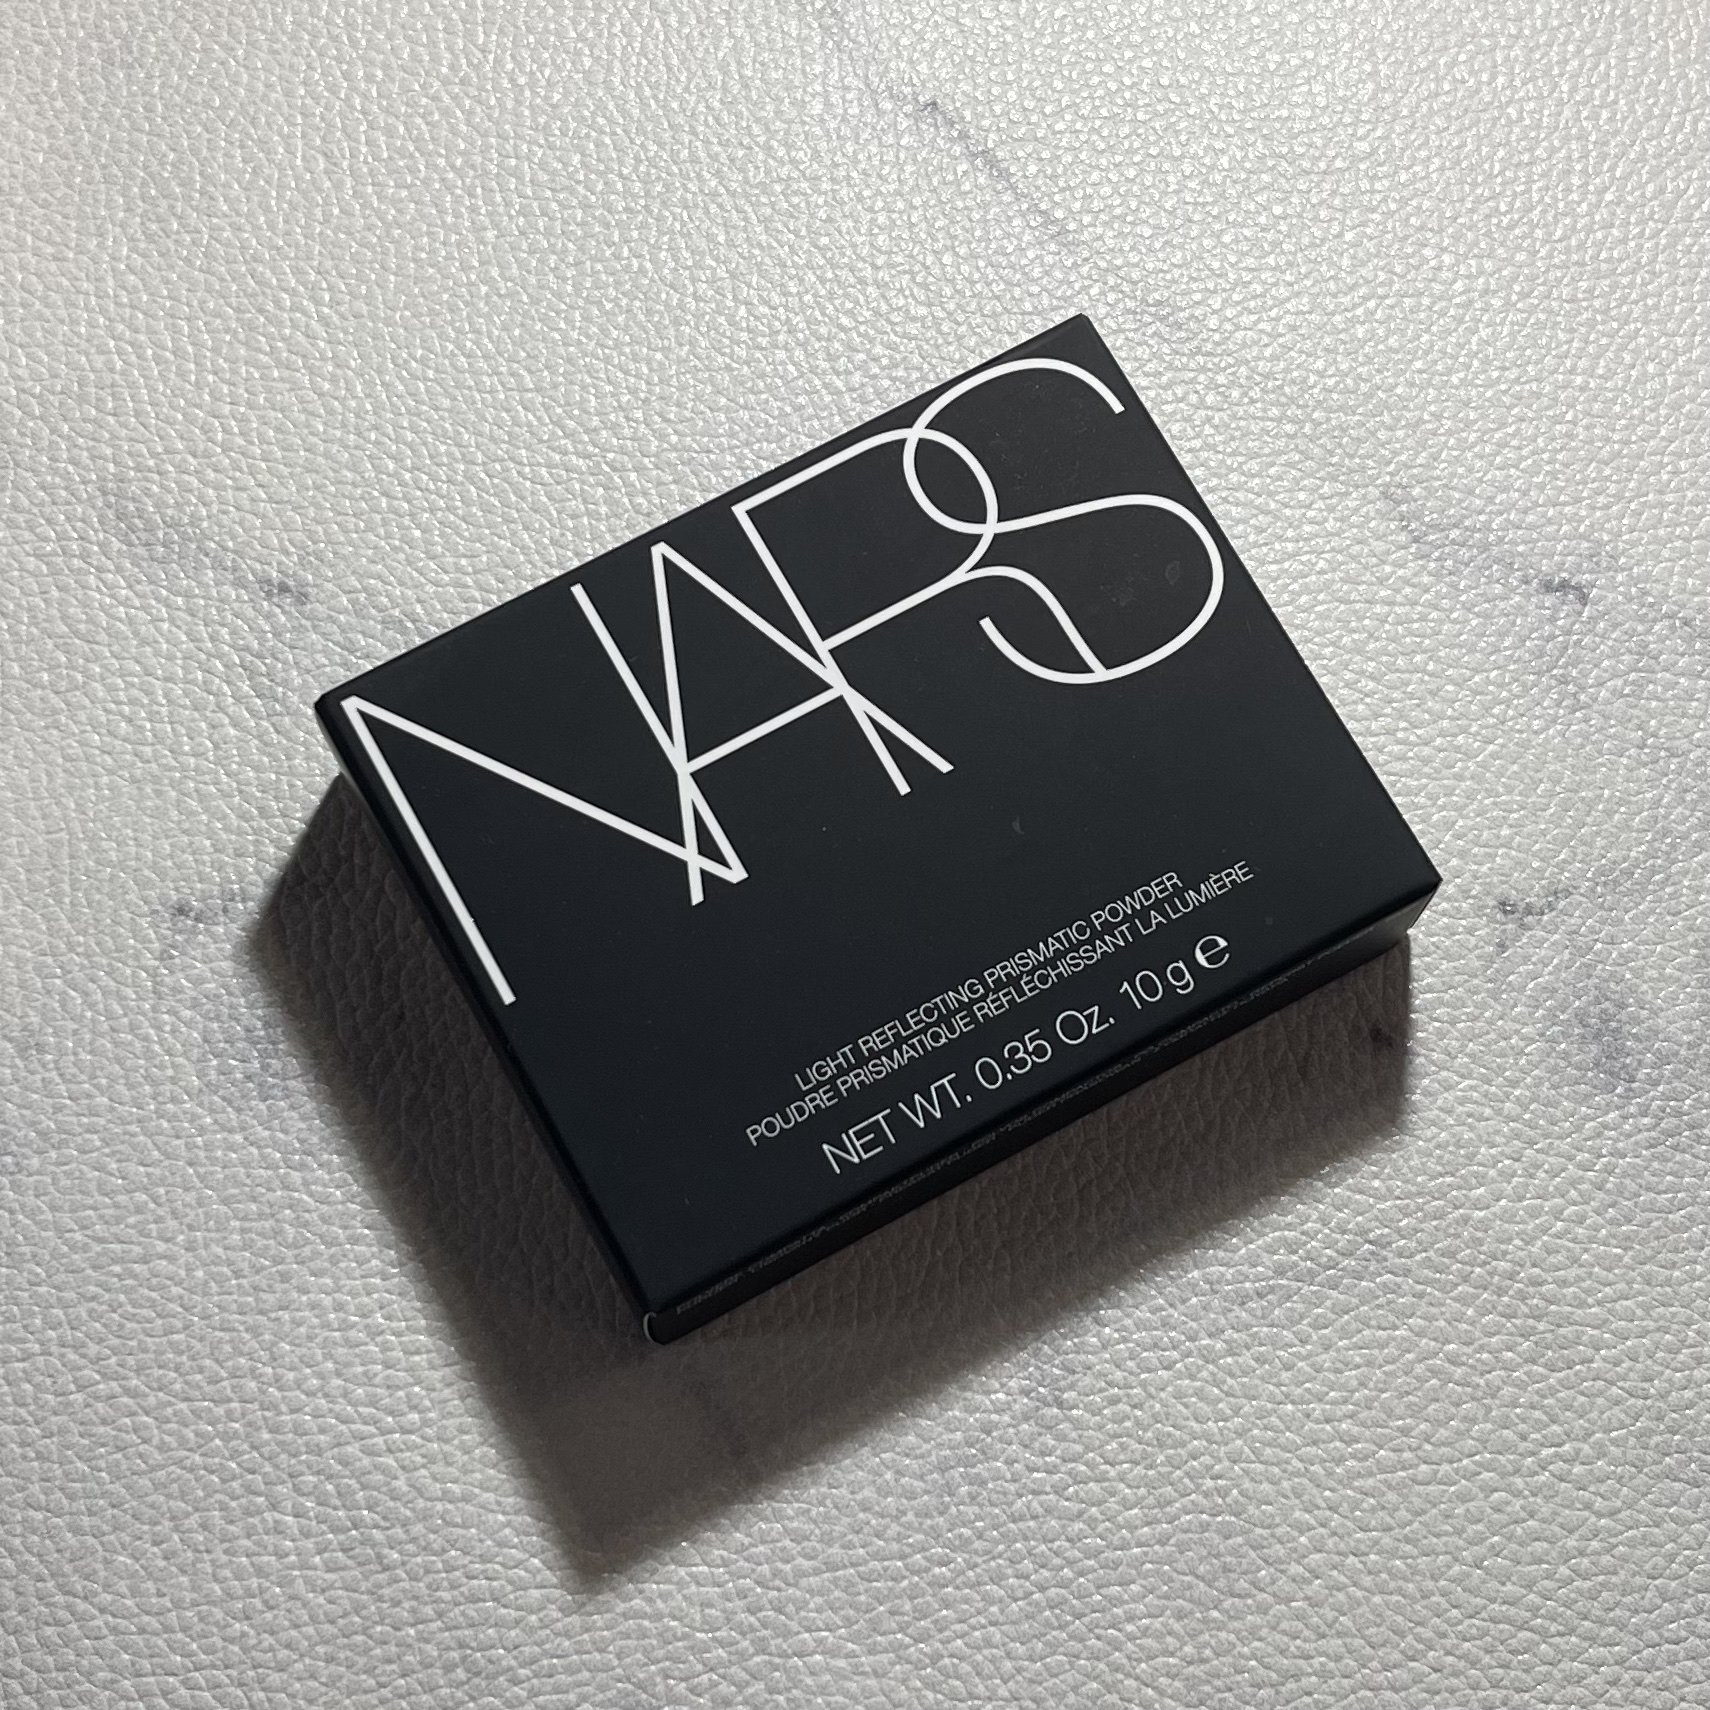 NARS
LIGHT REFLECTING PRISMATIC POWDER
POUDRE PRISMATIQUE RÉFLÉCHISSANT LA LUMIÈRE
NET WT. 0.35 Oz. 10 g ℮